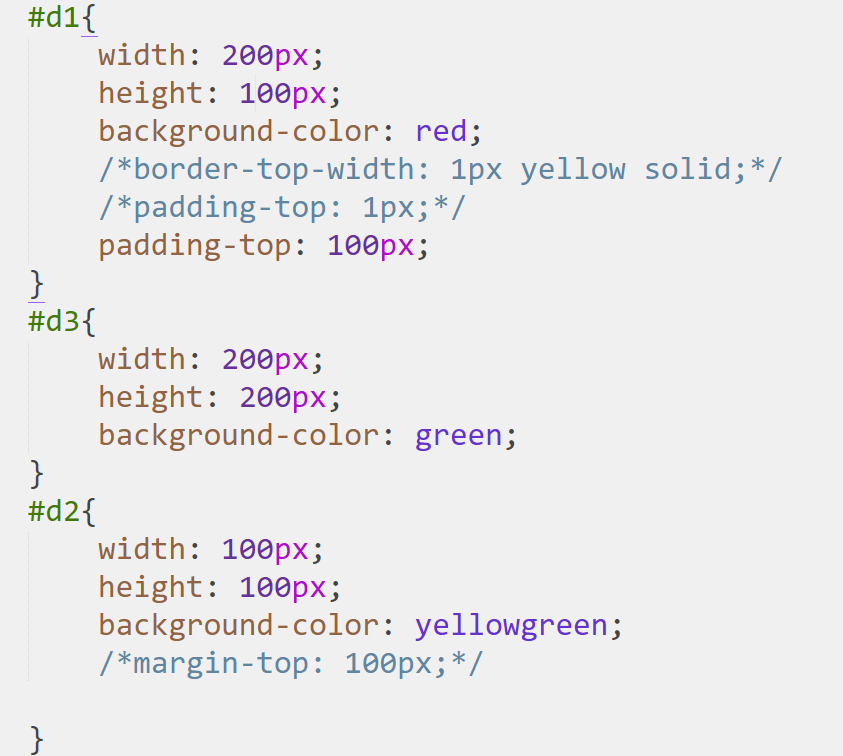 #d1{
    width: 200px;
    height: 100px;
    background-color: red;
    /*border-top-width: 1px yellow solid;*/
    /*padding-top: 1px;*/
    padding-top: 100px;
}
#d3{
    width: 200px;
    height: 200px;
    background-color: green;
}
#d2{
    width: 100px;
    height: 100px;
    background-color: yellowgreen;
    /*margin-top: 100px;*/

}